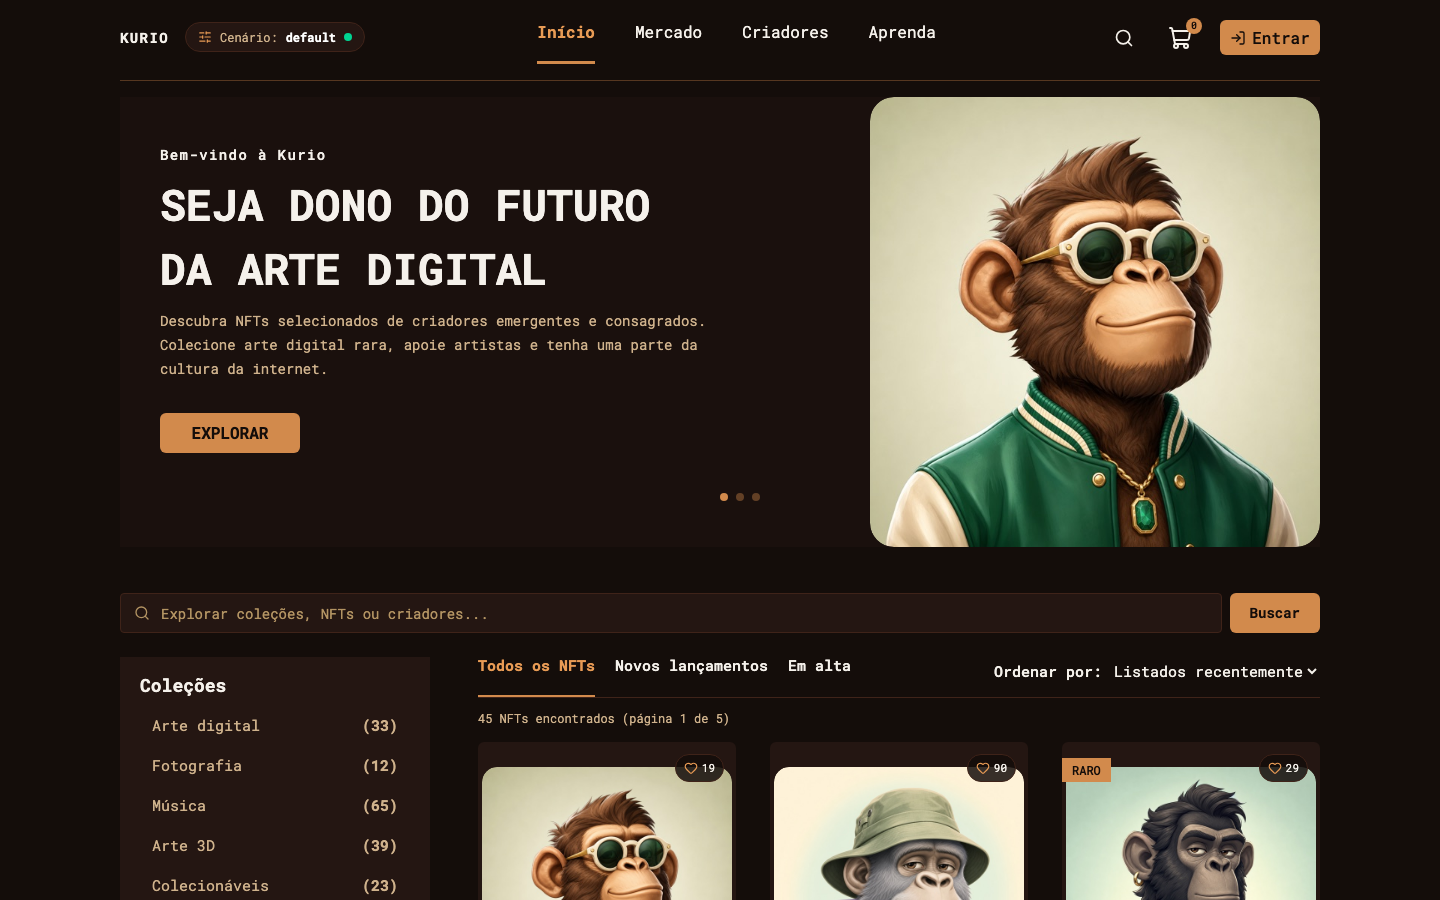 KURIO
Cenário: default
Início
Mercado
Criadores
Aprenda
0
Entrar
Bem-vindo à Kurio
SEJA DONO DO FUTURO
DA ARTE DIGITAL
Descubra NFTs selecionados de criadores emergentes e consagrados.
Colecione arte digital rara, apoie artistas e tenha uma parte da
cultura da internet.
EXPLORAR
Explorar coleções, NFTs ou criadores...
Buscar
Coleções
Arte digital (33)
Fotografia (12)
Música (65)
Arte 3D (39)
Colecionáveis (23)
Todos os NFTs
Novos lançamentos
Em alta
Ordenar por: Listados recentemente
45 NFTs encontrados (página 1 de 5)
19
90
RARO
29